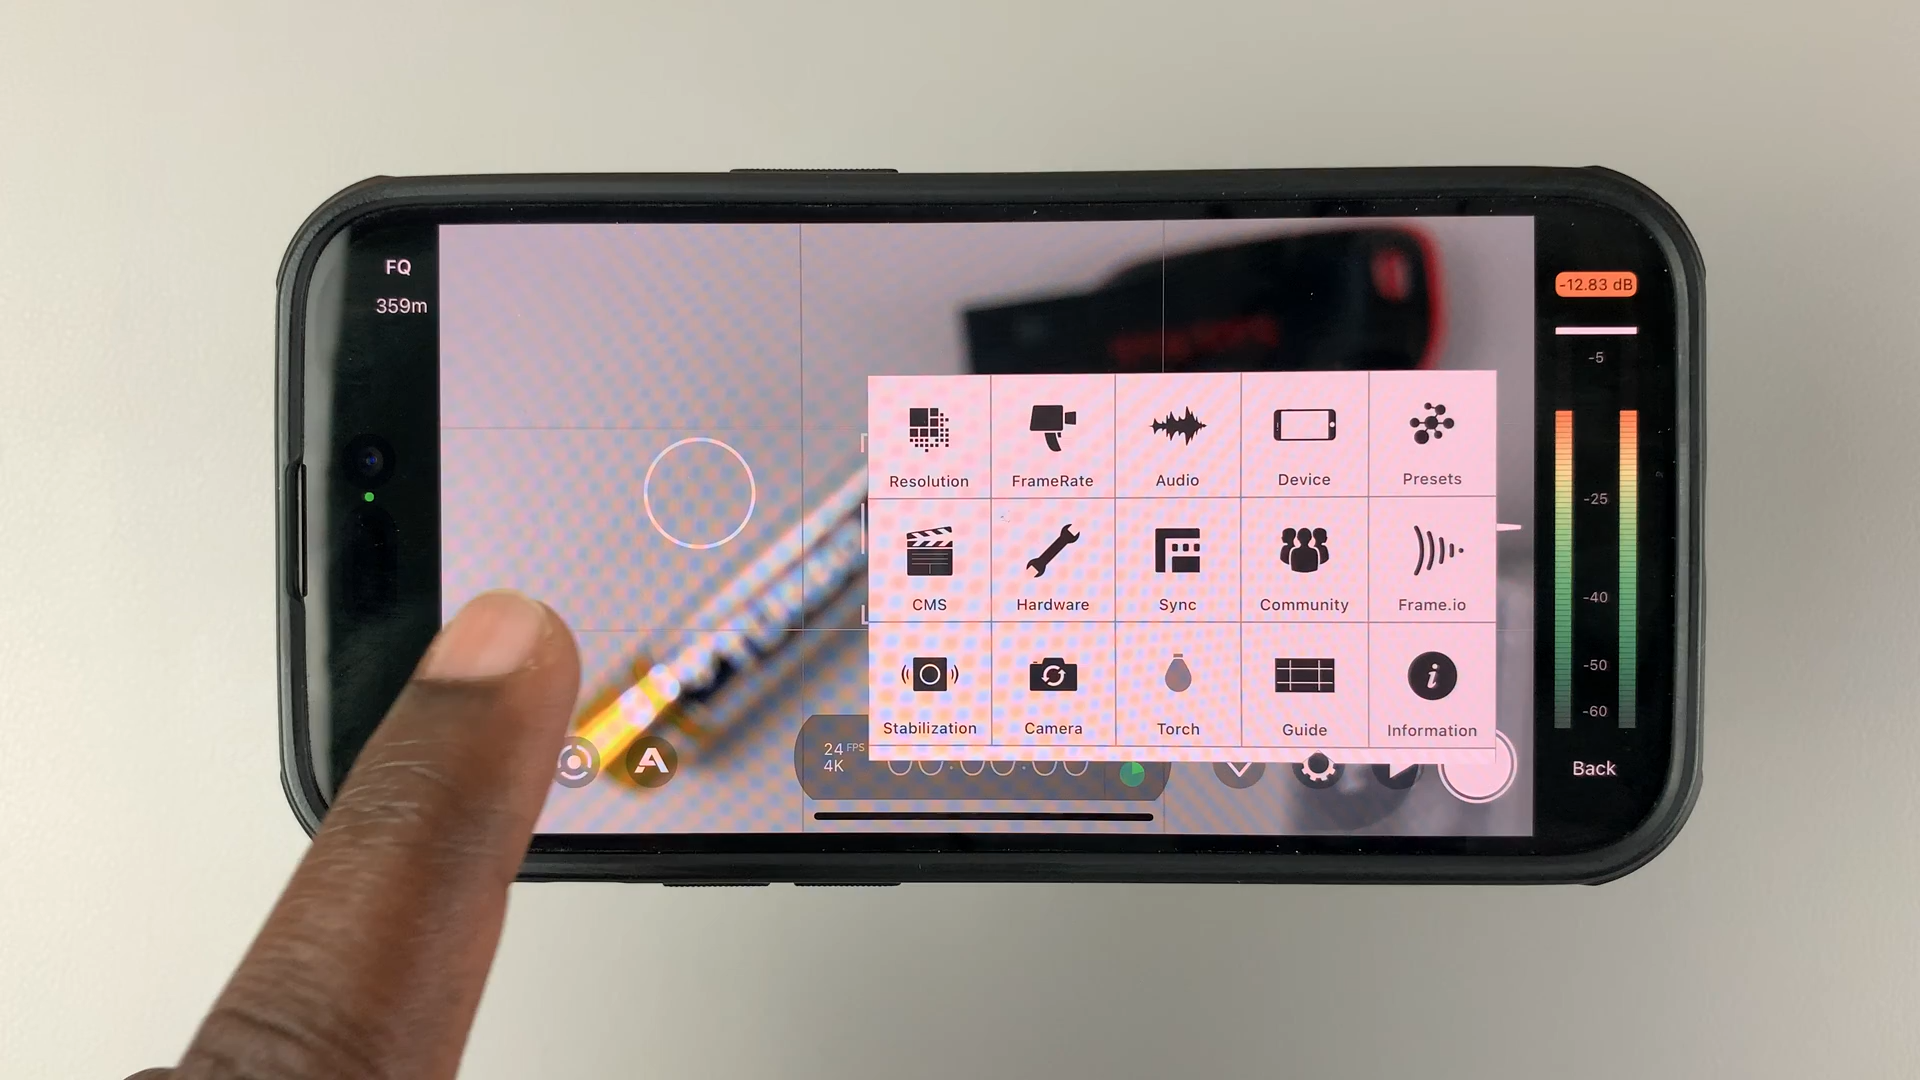 FQ
359m
-12.83 dB
-5
-25
-40
-50
-60
Back
Resolution
FrameRate
Audio
Device
Presets
CMS
Hardware
Sync
Community
Frame.io
Stabilization
Camera
Torch
Guide
Information
24 FPS
4K